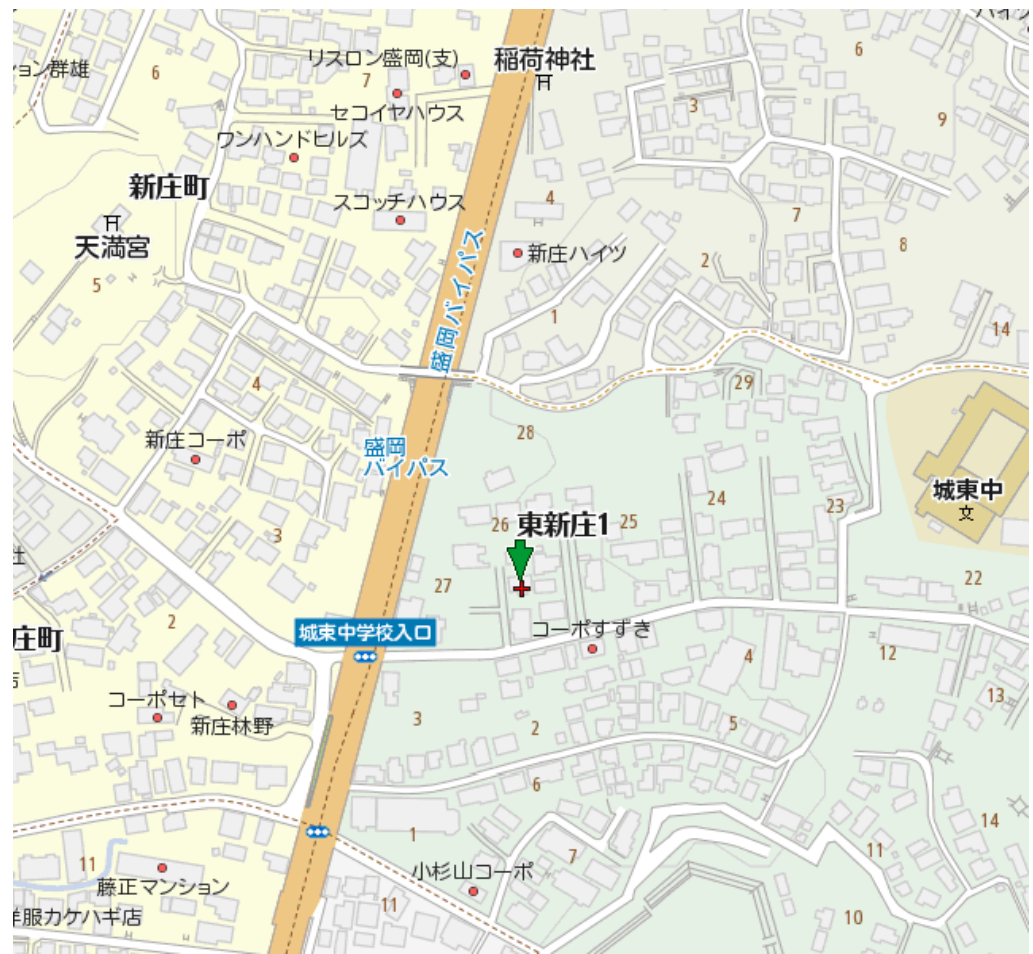 ハイツ
ョン群雄
6
リスロン盛岡(支)
7
稲荷神社
6
セコイヤハウス
3
9
ワンハンドヒルズ
新庄町
スコッチハウス
4
7
天満宮
新庄ハイツ
8
5
2
盛岡バイパス
1
14
4
29
新庄コーポ
盛岡
バイパス
28
24
城東中
文
23
26
東新庄1
25
3
社
27
22
2
城東中学校入口
コーポすずき
庄町
4
12
コーポセト
新庄林野
3
2
5
13
6
1
14
11
7
11
藤正マンション
小杉山コーポ
洋服カケハギ店
11
10